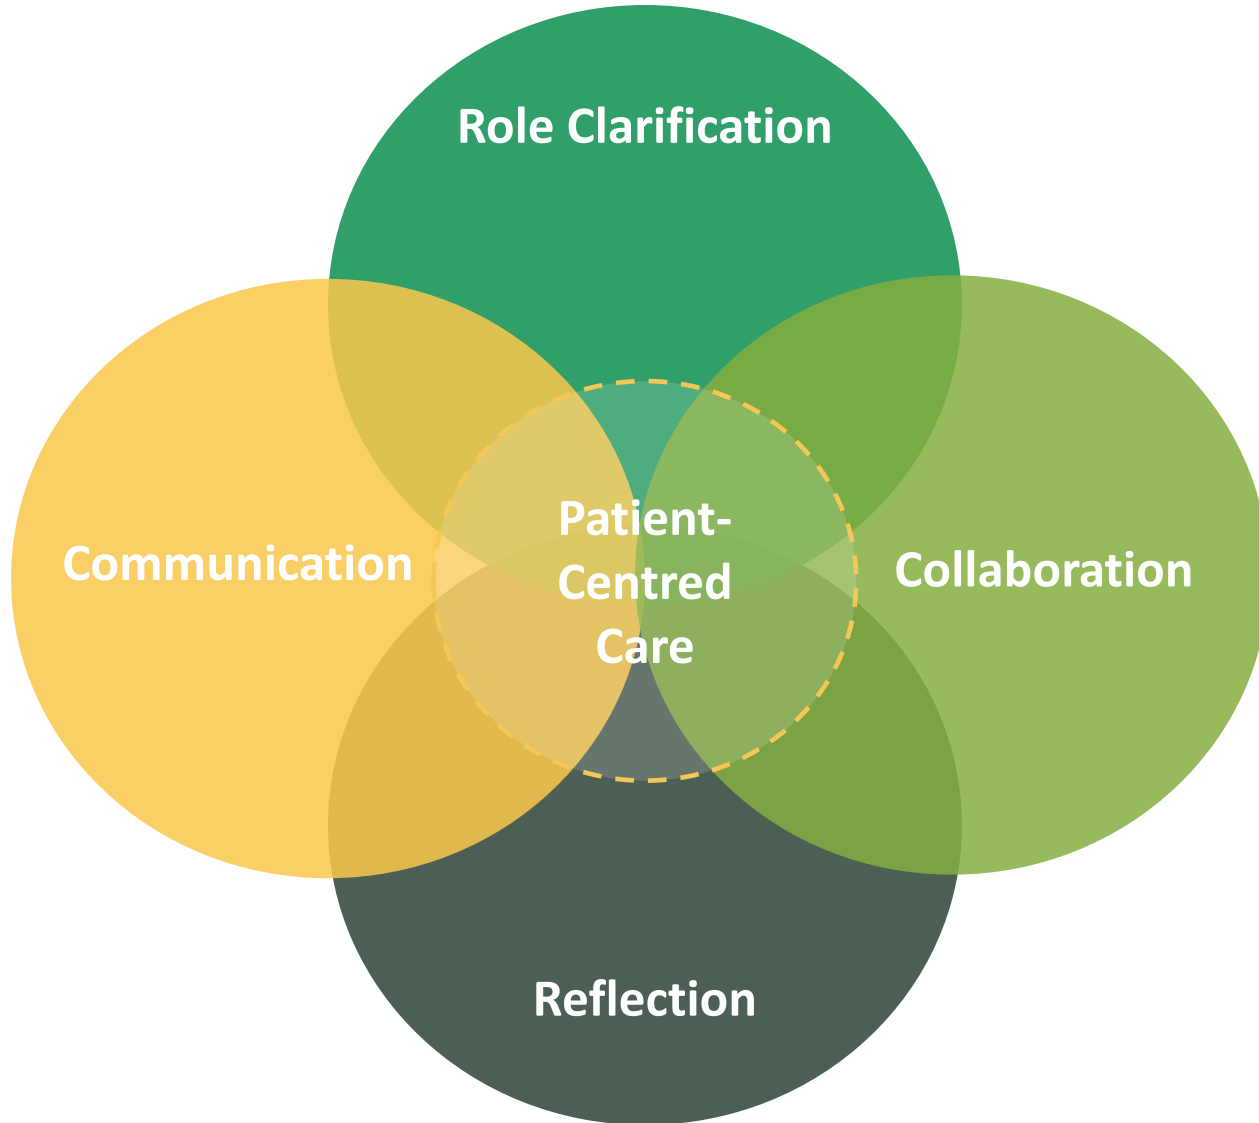 Role Clarification
Communication
Patient-
Centred
Care
Collaboration
Reflection